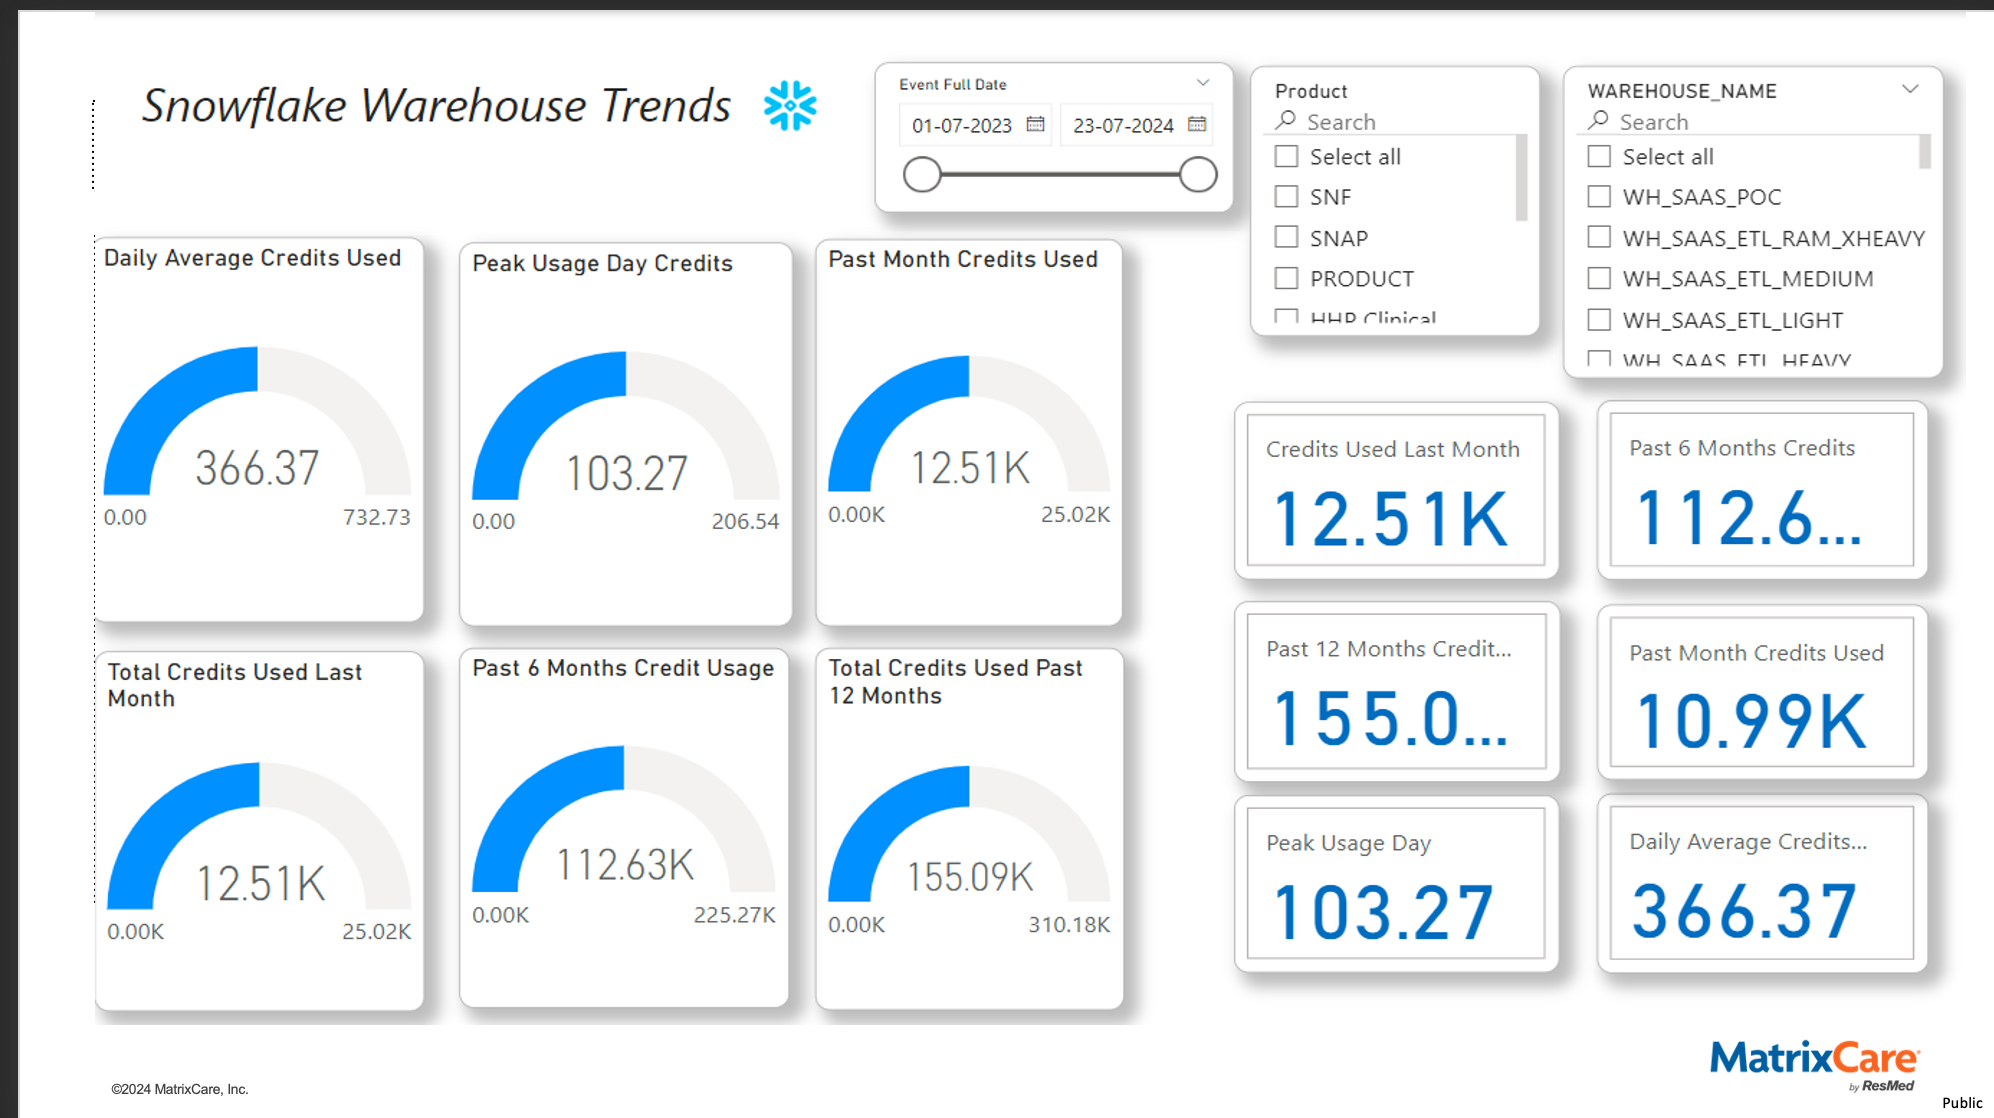 Snowflake Warehouse Trends
Event Full Date
01-07-2023
23-07-2024
Product
Search
Select all
SNF
SNAP
PRODUCT
HHP Clinical
WAREHOUSE_NAME
Search
Select all
WH_SAAS_POC
WH_SAAS_ETL_RAM_XHEAVY
WH_SAAS_ETL_MEDIUM
WH_SAAS_ETL_LIGHT
WH_SAAS_ETL_HEAVY
Daily Average Credits Used
366.37
0.00
732.73
Peak Usage Day Credits
103.27
0.00
206.54
Past Month Credits Used
12.51K
0.00K
25.02K
Total Credits Used Last
Month
12.51K
0.00K
25.02K
Past 6 Months Credit Usage
112.63K
0.00K
225.27K
Total Credits Used Past
12 Months
155.09K
0.00K
310.18K
Credits Used Last Month
12.51K
Past 6 Months Credits
112.6...
Past 12 Months Credit...
155.0...
Past Month Credits Used
10.99K
Peak Usage Day
103.27
Daily Average Credits...
366.37
©2024 MatrixCare, Inc.
MatrixCare
by ResMed
Public